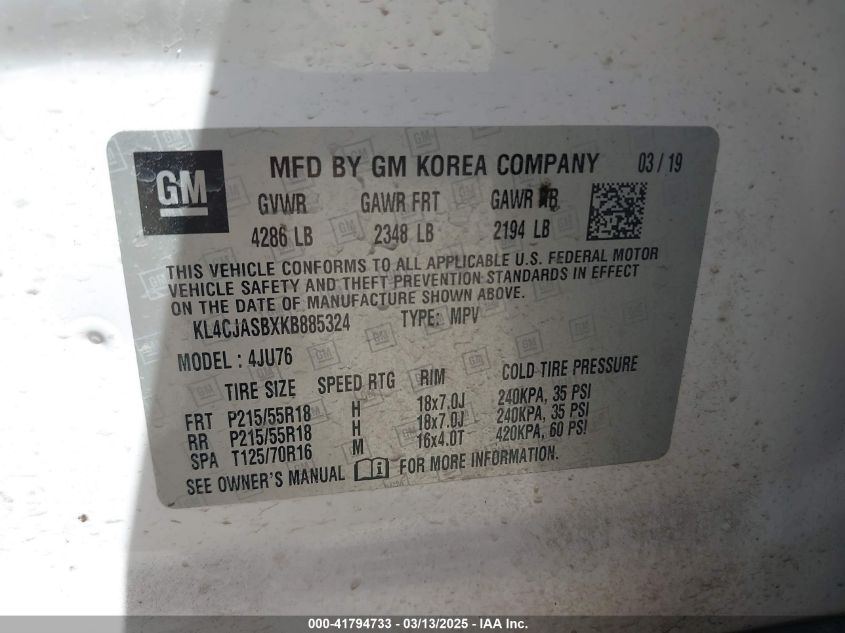 GM MFD BY GM KOREA COMPANY 03 / 19
GVWR GAWR FRT GAWR RR
4286 LB 2348 LB 2194 LB
THIS VEHICLE CONFORMS TO ALL APPLICABLE U.S. FEDERAL MOTOR
VEHICLE SAFETY AND THEFT PREVENTION STANDARDS IN EFFECT
ON THE DATE OF MANUFACTURE SHOWN ABOVE.
KL4CJASBXKB885324 TYPE: MPV
MODEL : 4JU76
TIRE SIZE SPEED RTG RIM COLD TIRE PRESSURE
FRT P215/55R18 H 18x7.0J 240KPA, 35 PSI
RR P215/55R18 H 18x7.0J 240KPA, 35 PSI
SPA T125/70R16 M 16x4.0T 420KPA, 60 PSI
SEE OWNER'S MANUAL i FOR MORE INFORMATION.
000-41794733 - 03/13/2025 - IAA Inc.